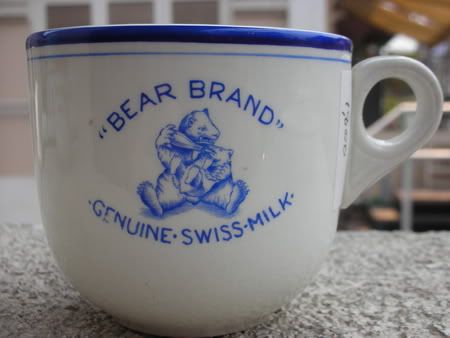 "BEAR BRAND"
·GENUINE·SWISS·MILK·